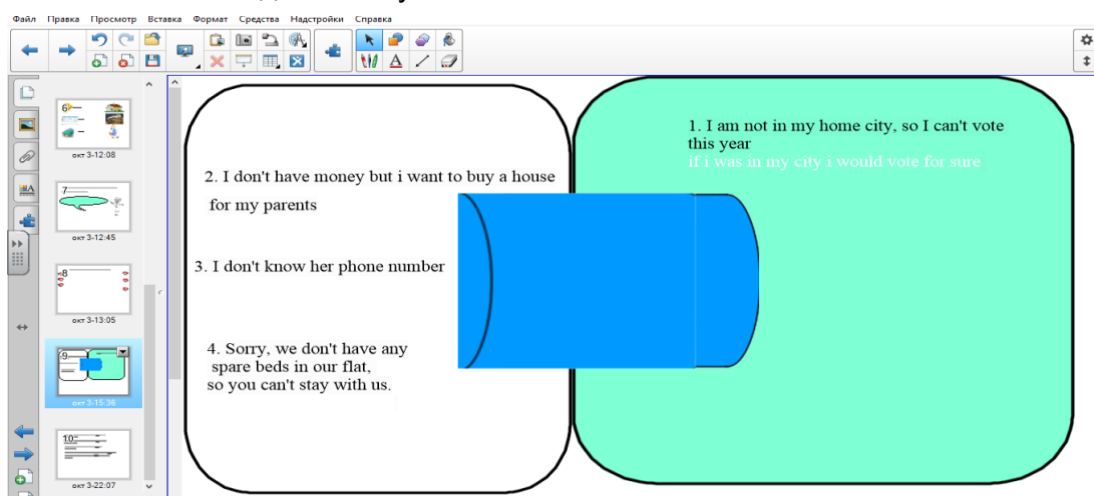 Файл Правка Просмотр Вставка Формат Средства Надстройки Справка
6
окт 3-12:08
7
окт 3-12:45
8
окт 3-13:05
9
окт 3-15:36
10
окт 3-22:07
2. I don't have money but i want to buy a house
for my parents
3. I don't know her phone number
4. Sorry, we don't have any
spare beds in our flat,
so you can't stay with us.
1. I am not in my home city, so I can't vote
this year
if i was in my city i would vote for sure